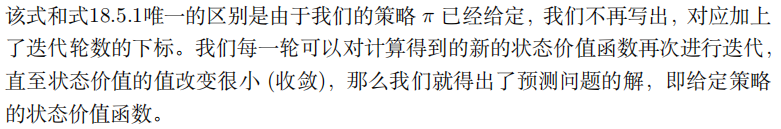 该式和式18.5.1唯一的区别是由于我们的策略 π 已经给定, 我们不再写出, 对应加上
了迭代轮数的下标。我们每一轮可以对计算得到的新的状态价值函数再次进行迭代,
直至状态价值的值改变很小 (收敛), 那么我们就得出了预测问题的解, 即给定策略
的状态价值函数。